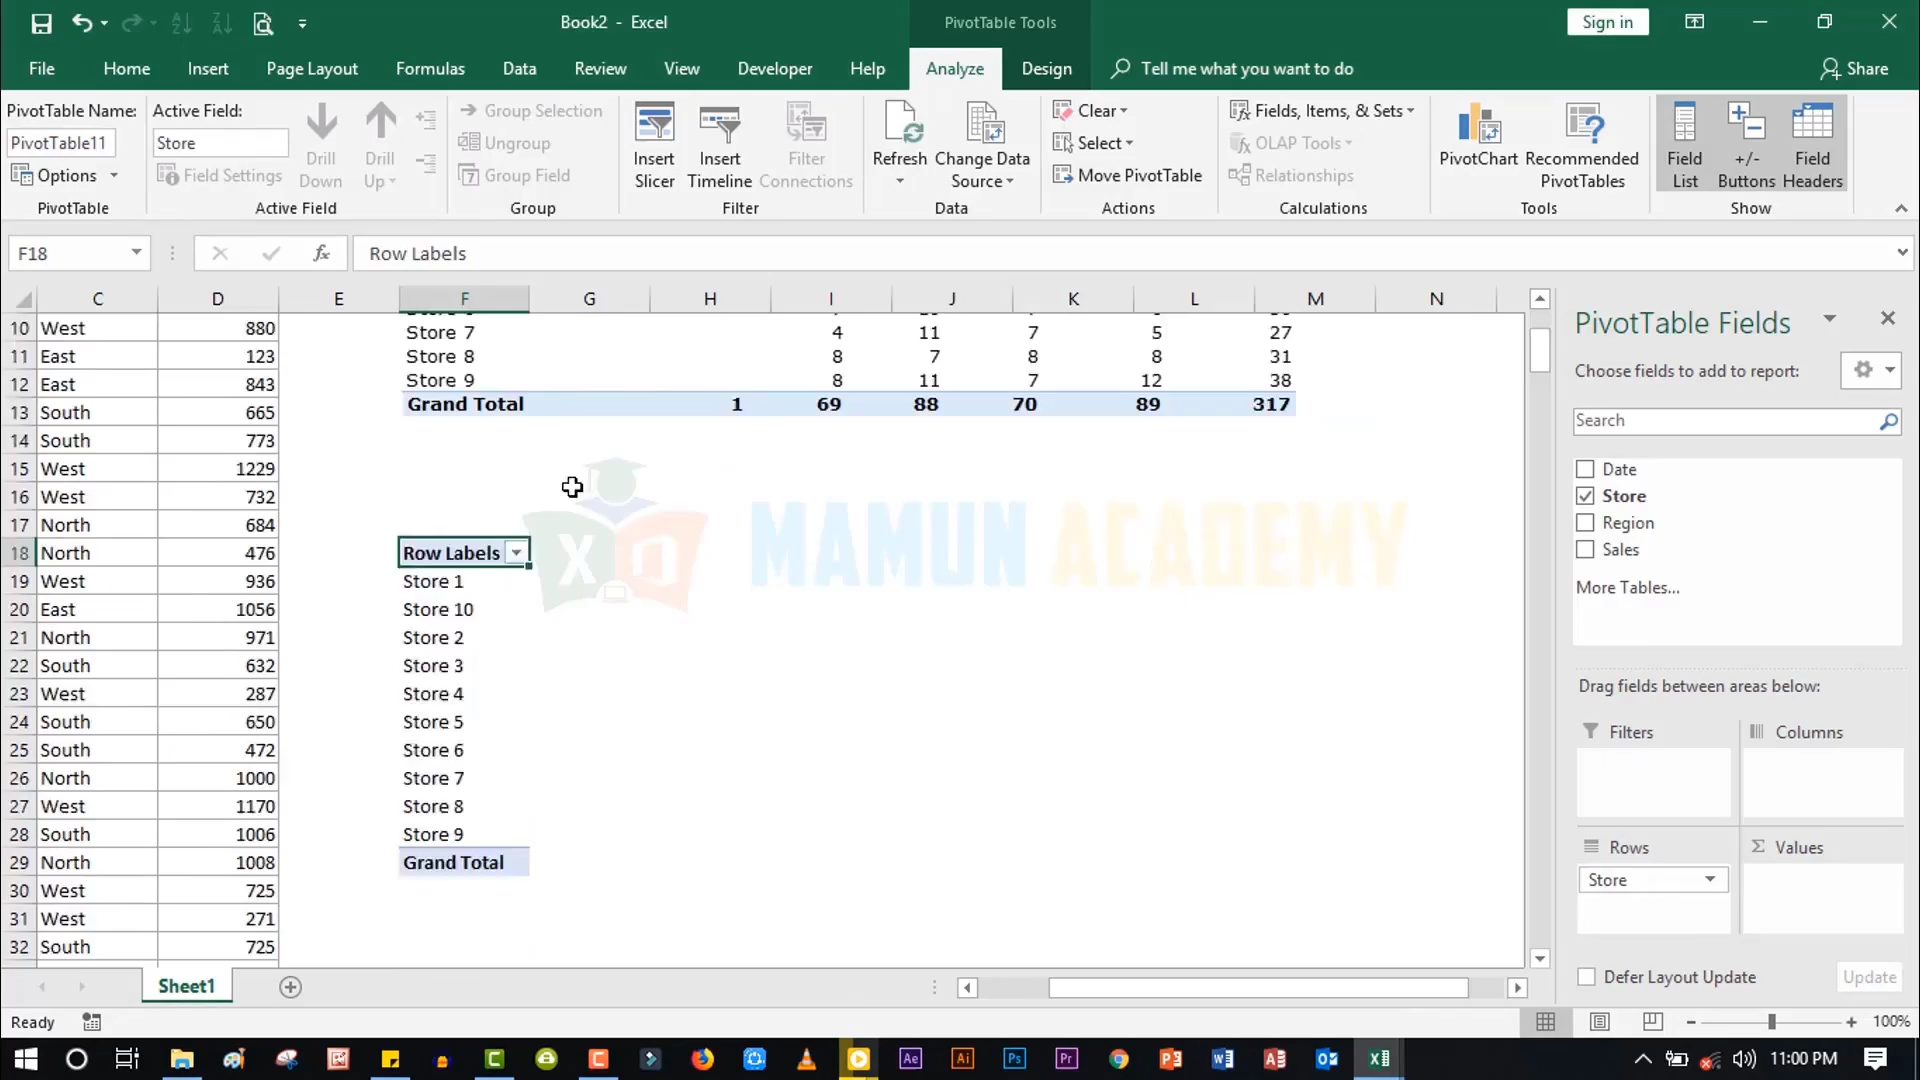 Book2 - Excel
PivotTable Tools
Sign in
File Home Insert Page Layout Formulas Data Review View Developer Help Analyze Design Tell me what you want to do Share
PivotTable Name:
PivotTable11
Options
PivotTable
Active Field:
Store
Field Settings
Drill Down
Drill Up
Active Field
Group Selection
Ungroup
Group Field
Group
Insert Slicer
Insert Timeline
Filter Connections
Filter
Refresh
Change Data Source
Data
Clear
Select
Move PivotTable
Actions
Fields, Items, & Sets
OLAP Tools
Relationships
Calculations
PivotChart
Recommended PivotTables
Tools
Field List
+/- Buttons
Field Headers
Show
F18
fx
Row Labels
C D E F G H I J K L M N
10 West 880
11 East 123
12 East 843
13 South 665
14 South 773
15 West 1229
16 West 732
17 North 684
18 North 476
19 West 936
20 East 1056
21 North 971
22 South 632
23 West 287
24 South 650
25 South 472
26 North 1000
27 West 1170
28 South 1006
29 North 1008
30 West 725
31 West 271
32 South 725
Store 7 4 11 7 5 27
Store 8 8 7 8 8 31
Store 9 8 11 7 12 38
Grand Total 1 69 88 70 89 317
MAMUN ACADEMY
Row Labels
Store 1
Store 10
Store 2
Store 3
Store 4
Store 5
Store 6
Store 7
Store 8
Store 9
Grand Total
PivotTable Fields
Choose fields to add to report:
Search
Date
Store
Region
Sales
More Tables...
Drag fields between areas below:
Filters
Columns
Rows
Σ Values
Store
Defer Layout Update
Update
Sheet1
Ready
100%
Ae Ai Ps Pr
11:00 PM